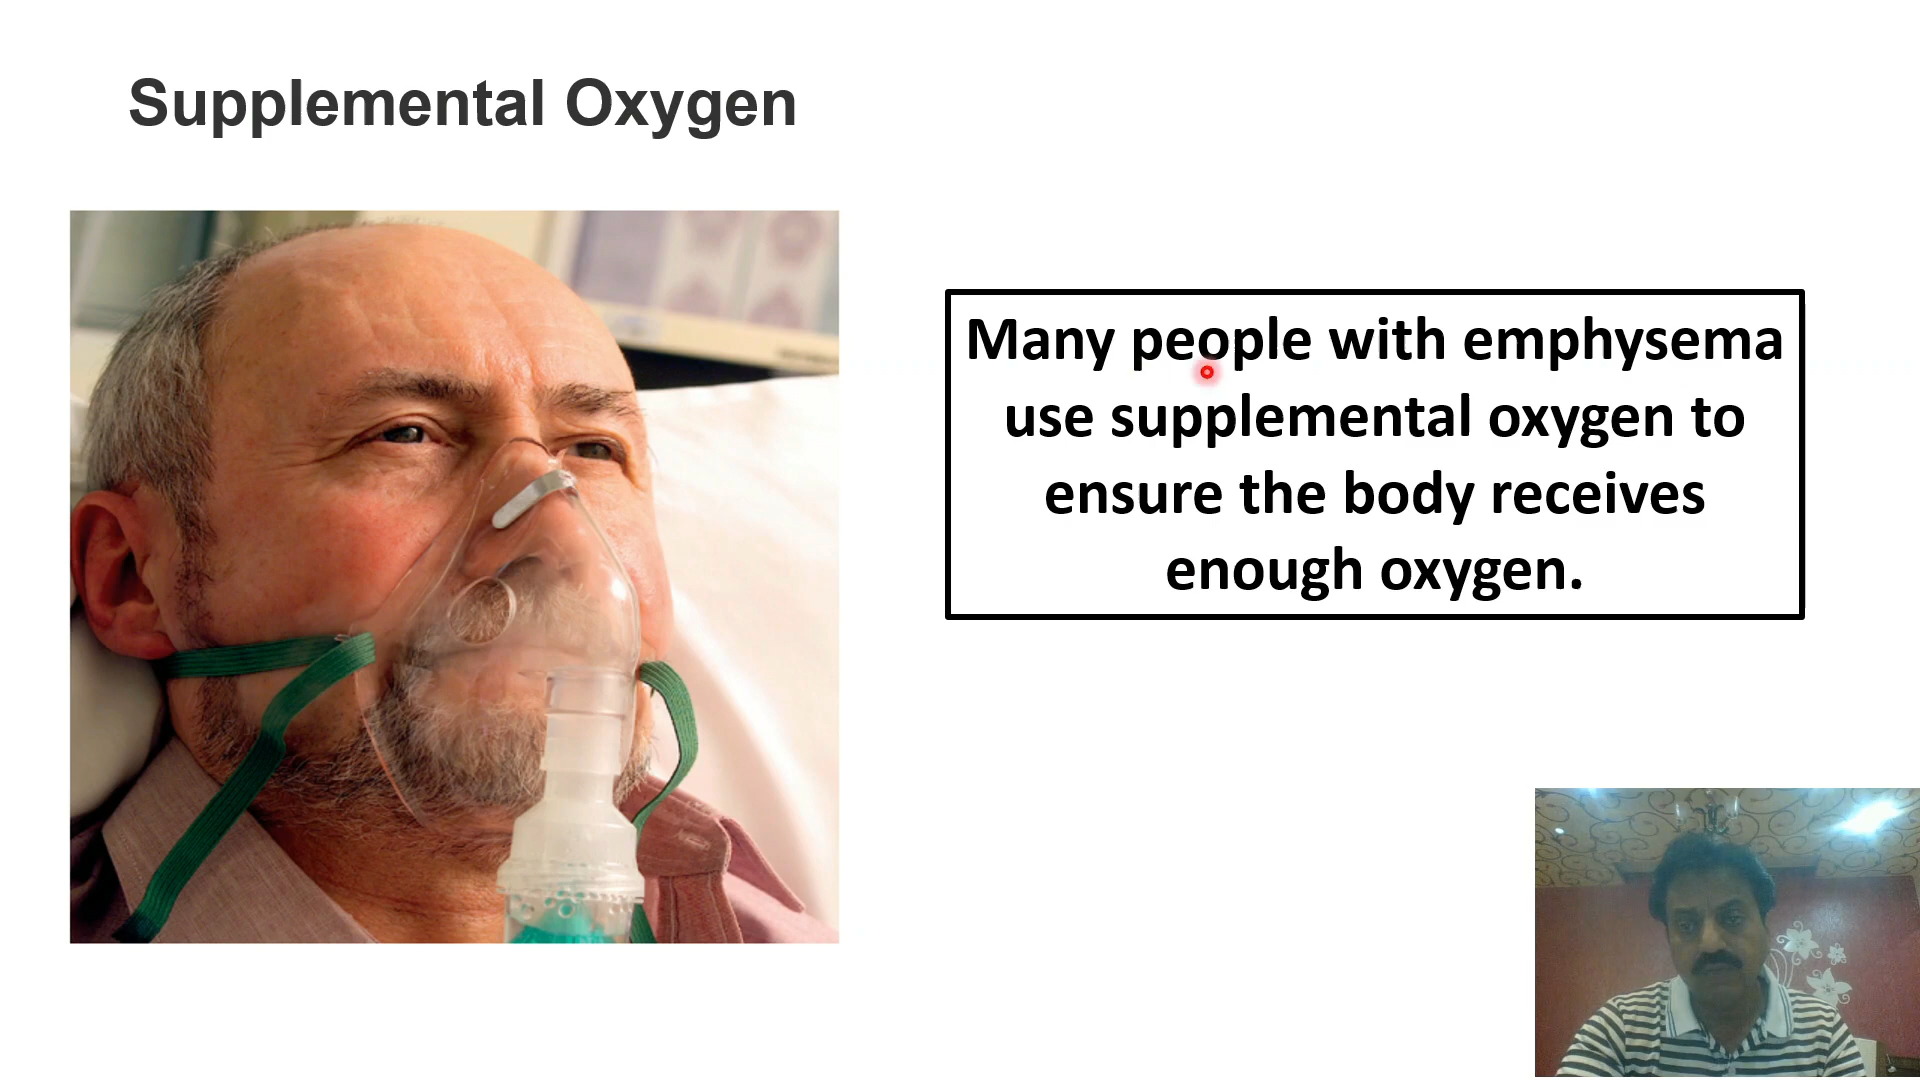 Supplemental Oxygen
Many people with emphysema
use supplemental oxygen to
ensure the body receives
enough oxygen.